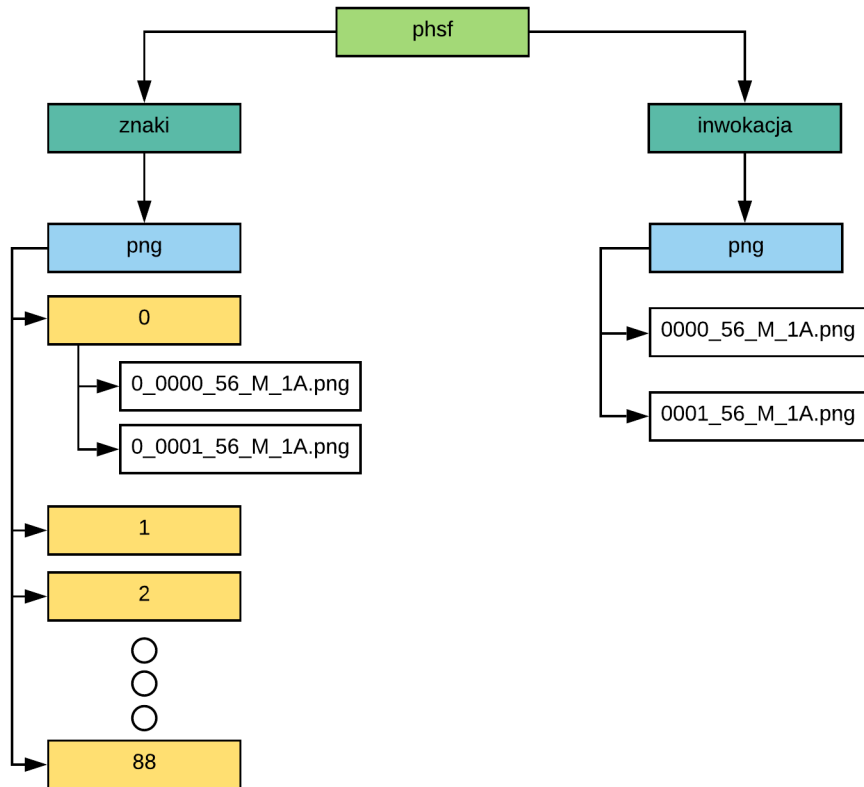 phsf
znaki
inwokacja
png
png
0
0000_56_M_1A.png
0_0000_56_M_1A.png
0001_56_M_1A.png
0_0001_56_M_1A.png
1
2
88